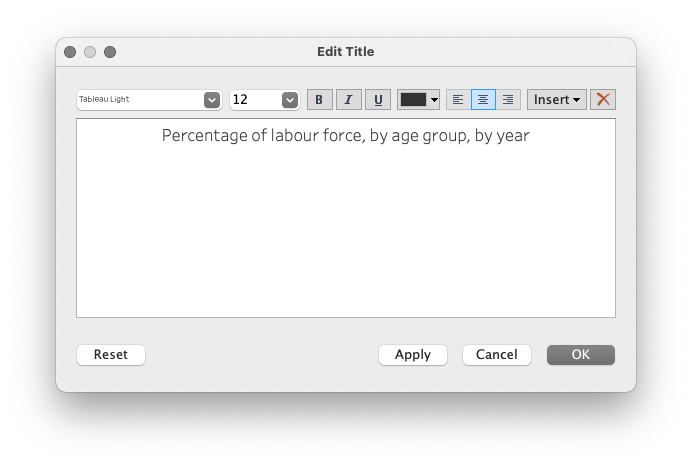 Edit Title
Tableau Light 12 B I U Insert
Percentage of labour force, by age group, by year
Reset Apply Cancel OK